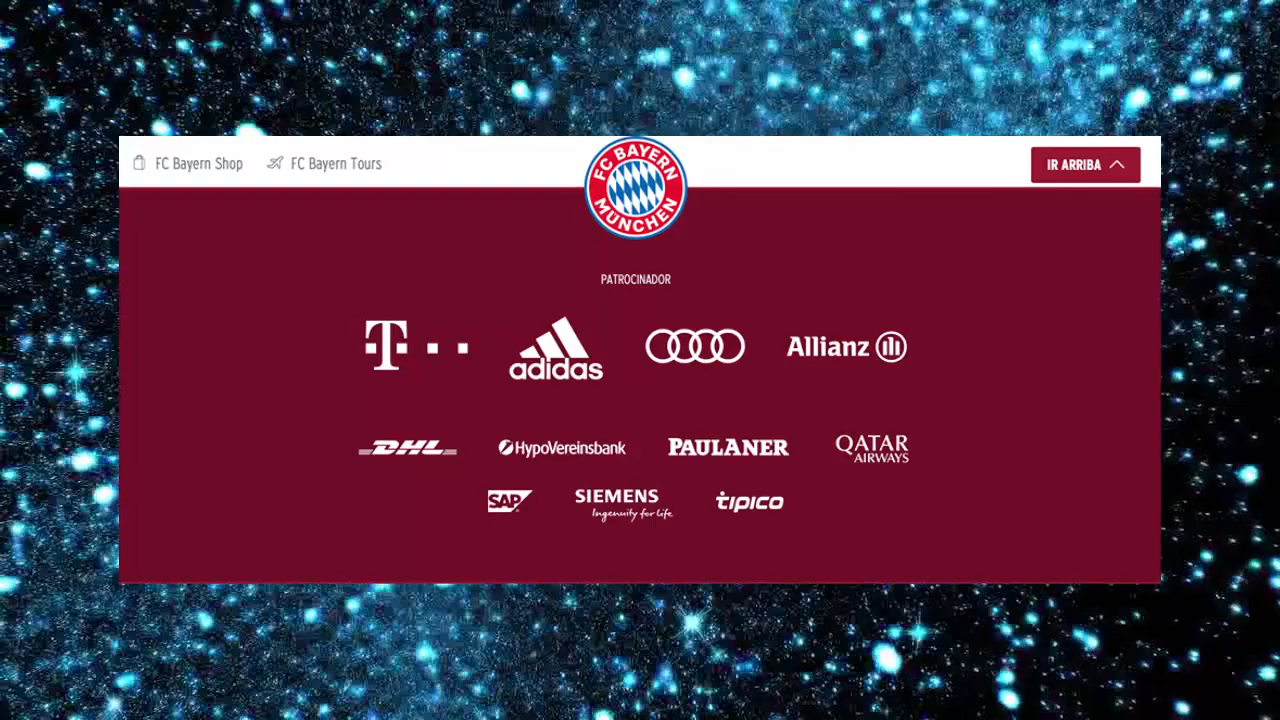 FC Bayern Shop
FC Bayern Tours
FC BAYERN
MÜNCHEN
IR ARRIBA
PATROCINADOR
T
adidas
Allianz
DHL
HypoVereinsbank
PAULANER
QATAR
AIRWAYS
SAP
SIEMENS
Ingenuity for life
tipico